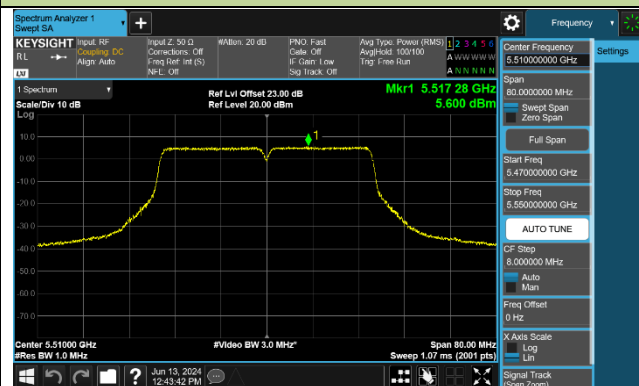 Spectrum Analyzer 1
Swept SA
Frequency
KEYSIGHT
RL
LXI
Input: RF
Coupling: DC
Align: Auto
Input Z: 50 Ω
Corrections: Off
Freq Ref: Int (S)
NFE: Off
#Atten: 20 dB
PNO: Fast
Gate: Off
IF Gain: Low
Sig Track: Off
Avg Type: Power (RMS)
Avg|Hold: 100/100
Trig: Free Run
1 2 3 4 5 6
A W W W W W
A N N N N N
1 Spectrum
Scale/Div 10 dB
Log
Ref Lvl Offset 23.00 dB
Ref Level 20.00 dBm
Mkr1 5.517 28 GHz
5.600 dBm
10.0
0.00
-10.0
-20.0
-30.0
-40.0
-50.0
-60.0
-70.0
1
Center 5.51000 GHz
#Res BW 1.0 MHz
#Video BW 3.0 MHz*
Span 80.00 MHz
Sweep 1.07 ms (2001 pts)
Center Frequency
5.510000000 GHz
Settings
Span
80.0000000 MHz
Swept Span
Zero Span
Full Span
Start Freq
5.470000000 GHz
Stop Freq
5.550000000 GHz
AUTO TUNE
CF Step
8.000000 MHz
Auto
Man
Freq Offset
0 Hz
X Axis Scale
Log
Lin
Signal Track
(Span Zoom)
Jun 13, 2024
12:43:42 PM